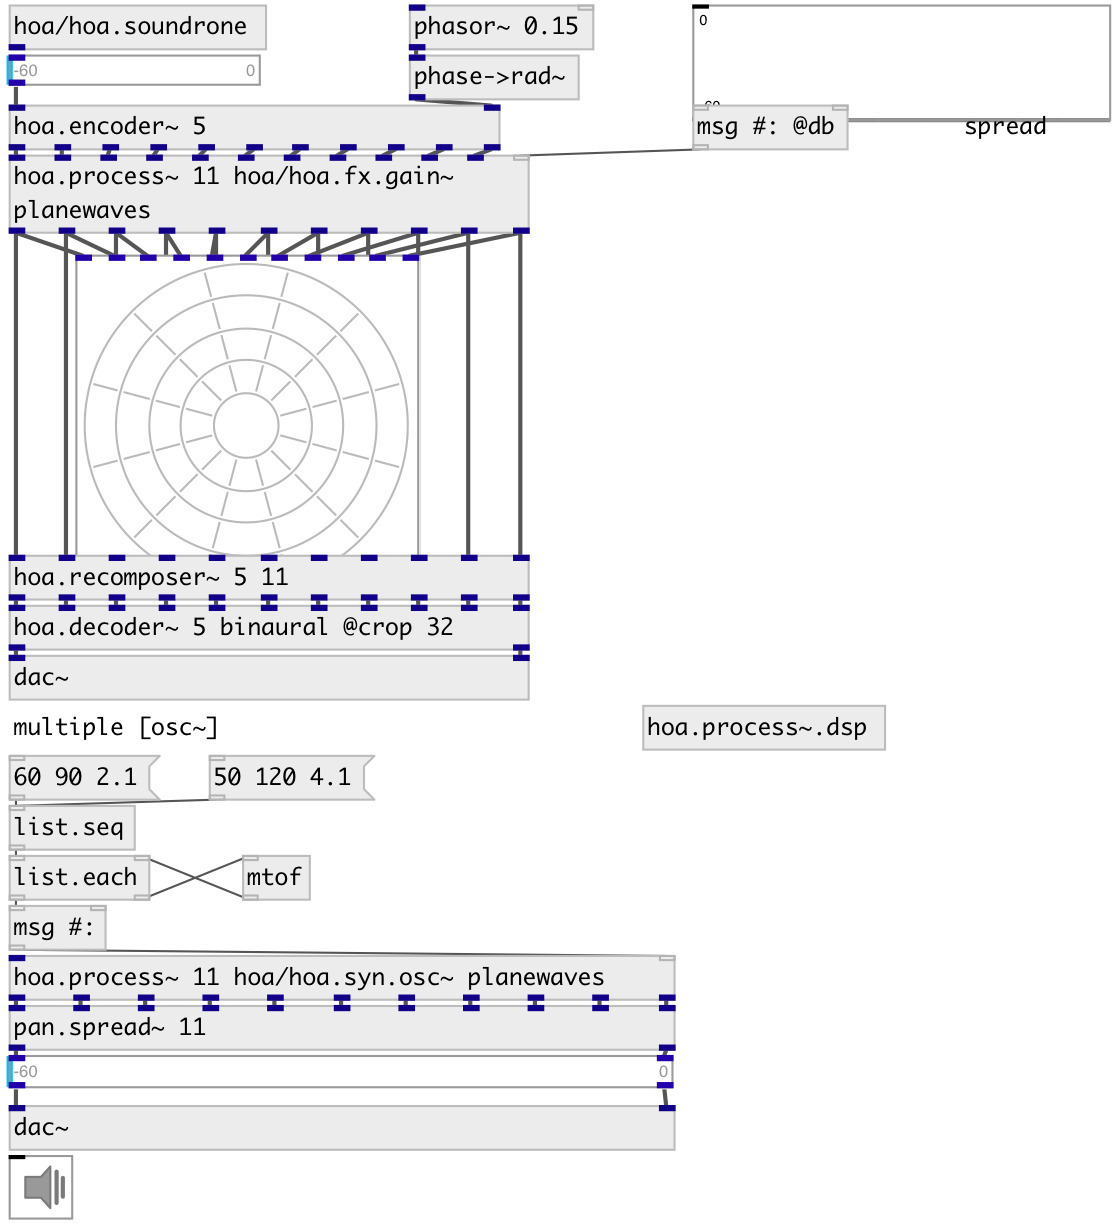 hoa/hoa.soundrone
phasor~ 0.15
0
-60 0
phase->rad~
hoa.encoder~ 5
msg #: @db
spread
hoa.process~ 11 hoa/hoa.fx.gain~
planewaves
hoa.recomposer~ 5 11
hoa.decoder~ 5 binaural @crop 32
dac~
multiple [osc~]
hoa.process~.dsp
60 90 2.1
50 120 4.1
list.seq
list.each
mtof
msg #:
hoa.process~ 11 hoa/hoa.syn.osc~ planewaves
pan.spread~ 11
-60 0
dac~